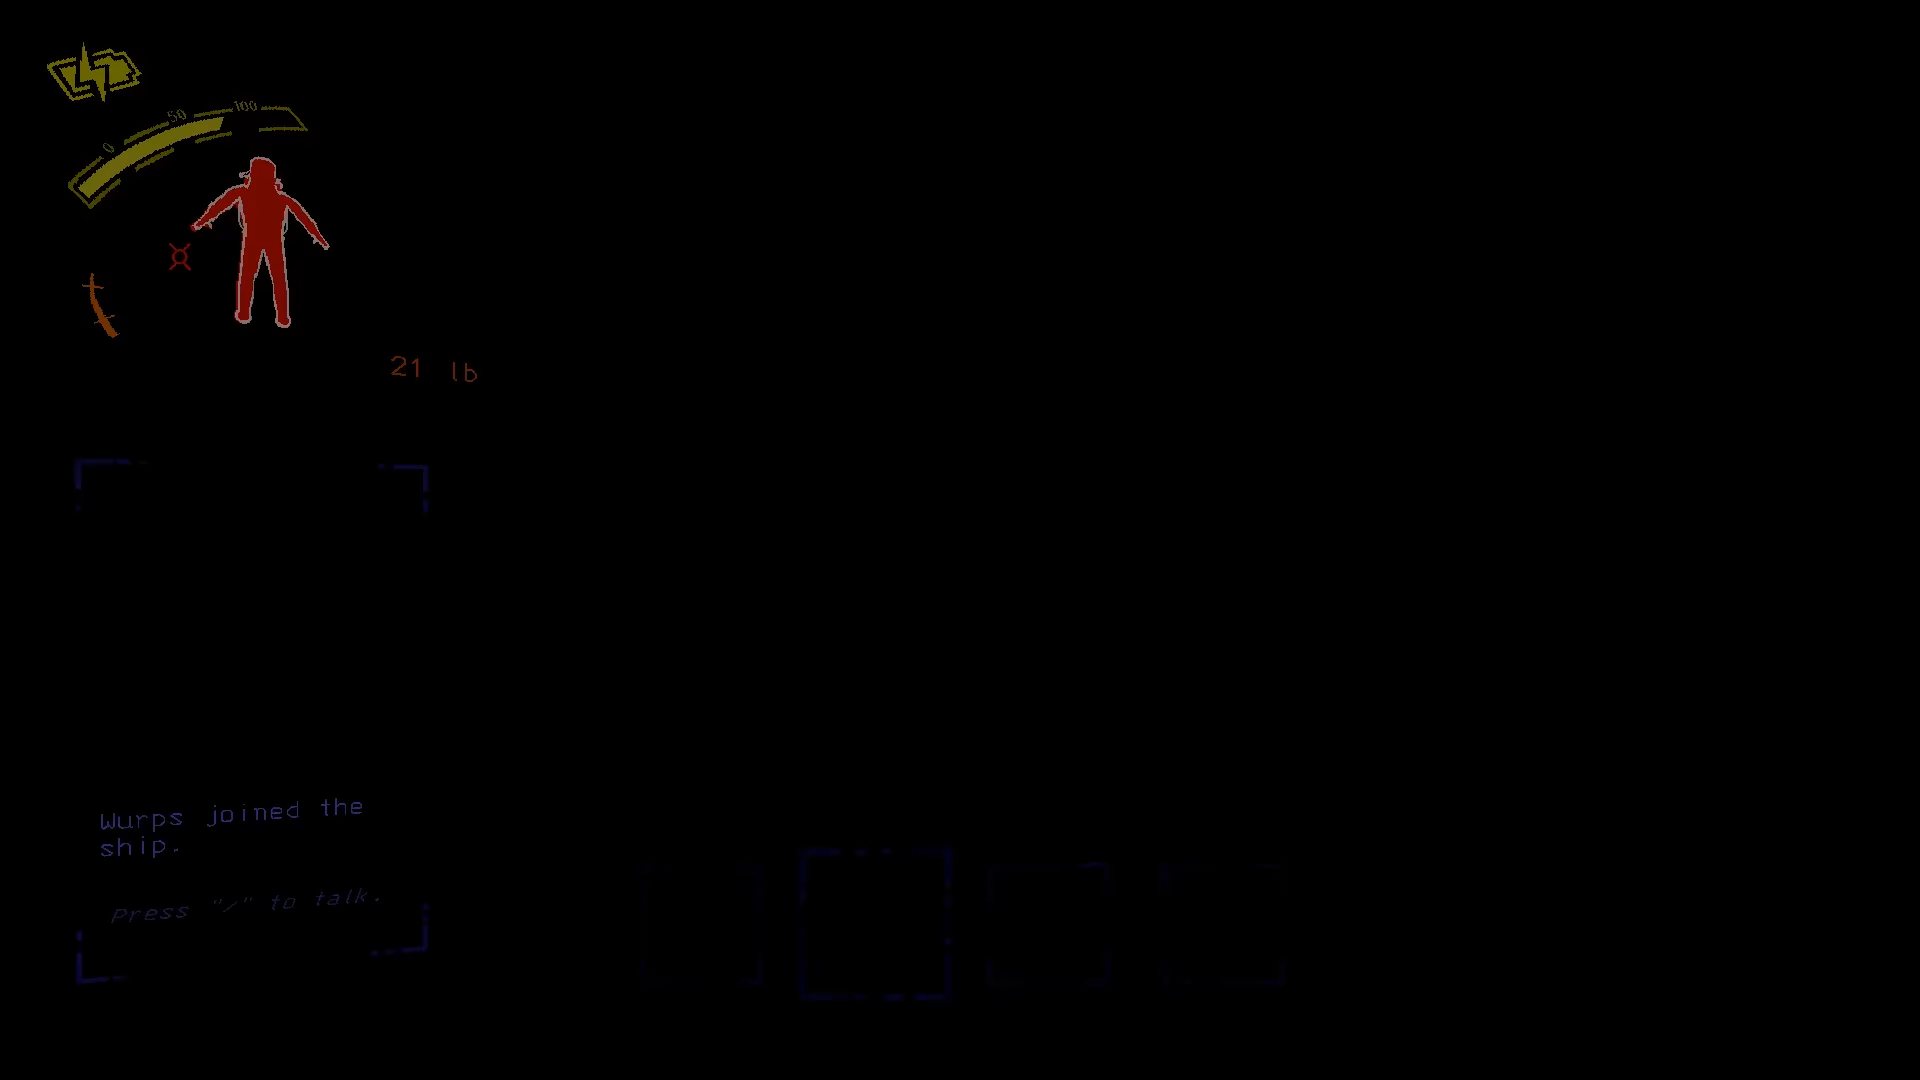 0 50 100
21 lb
Wurps joined the
ship.
Press "/" to talk.